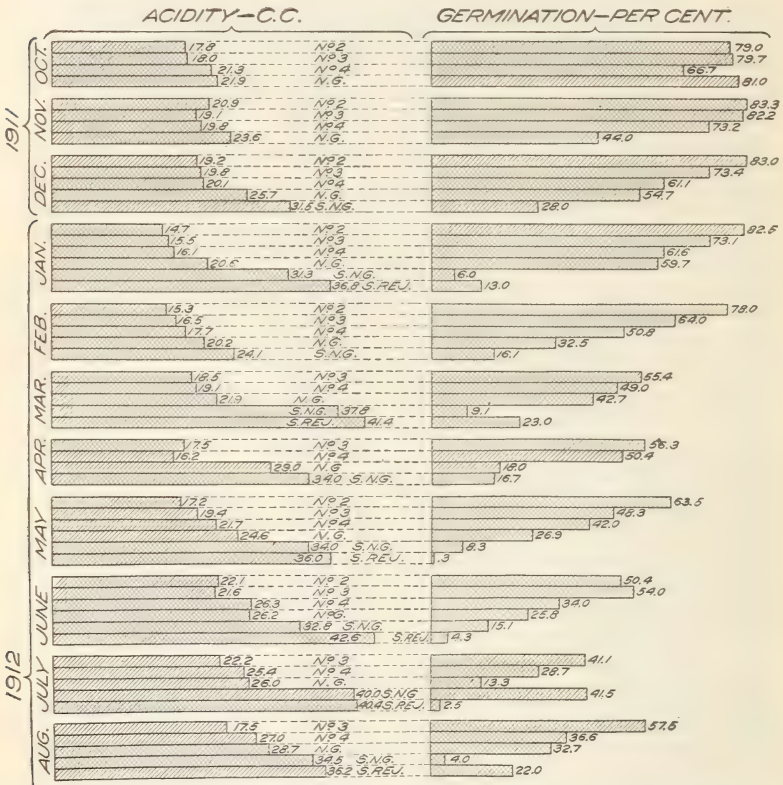 ACIDITY—C.C. GERMINATION—PER CENT.
1911
OCT.
17.8 Nº 2 79.0
18.0 Nº 3 79.7
21.3 Nº 4 66.7
21.9 N.G. 81.0
NOV.
20.9 Nº 2 83.3
19.1 Nº 3 82.2
19.8 Nº 4 73.2
23.6 N.G. 44.0
DEC.
19.2 Nº 2 83.0
19.8 Nº 3 73.4
20.1 Nº 4 61.1
25.7 N.G. 54.7
31.5 S.N.G. 28.0
1912
JAN.
14.7 Nº 2 82.5
15.5 Nº 3 73.1
16.1 Nº 4 61.6
20.6 N.G. 59.7
31.3 S.N.G. 6.0
36.8 S.REJ. 13.0
FEB.
15.3 Nº 2 78.0
16.5 Nº 3 64.0
17.7 Nº 4 50.8
20.2 N.G. 32.5
24.1 S.N.G. 16.1
MAR.
18.5 Nº 3 55.4
19.1 Nº 4 49.0
21.9 N.G. 42.7
S.N.G. 37.8 9.1
S.REJ. 41.4 23.0
APR.
17.5 Nº 3 56.3
16.2 Nº 4 50.4
29.0 N.G 18.0
34.0 S.N.G. 16.7
MAY
17.2 Nº 2 63.5
19.4 Nº 3 48.3
21.7 Nº 4 42.0
24.6 N.G. 26.9
34.0 S.N.G. 8.3
36.0 S.REJ. .3
JUNE
22.1 Nº 2 50.4
21.6 Nº 3 54.0
26.3 Nº 4 34.0
26.2 NºG. 25.8
32.8 S.N.G 15.1
42.6 S.REJ. 4.3
JULY
22.2 Nº 3 41.1
25.4 Nº 4 28.7
26.0 N.G. 13.3
40.0 S.N.G 41.5
40.4 S.REJ. 2.5
AUG.
17.5 Nº 3 57.5
27.0 Nº 4 36.6
28.7 N.G. 32.7
34.5 S.N.G. 4.0
36.2 S.REJ. 22.0